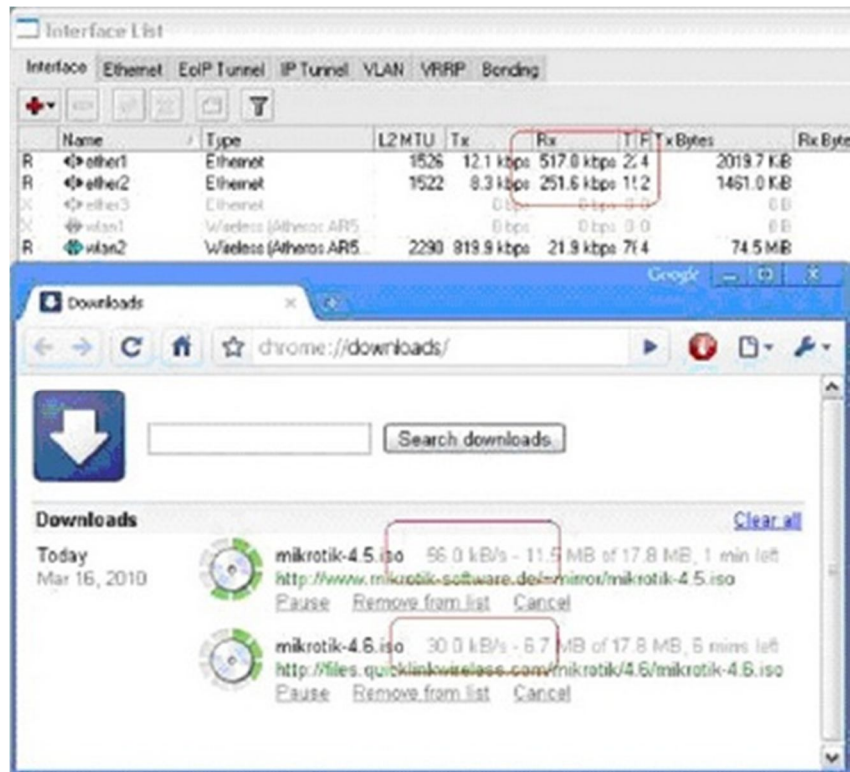 Interface List
Interface Ethernet EoIP Tunnel IP Tunnel VLAN VRRP Bonding
Name Type L2 MTU Tx Rx T F Tx Bytes Rx Byte
R ether1 Ethernet 1526 12.1 kbps 517.0 kbps 2019.7 KiB
R ether2 Ethernet 1522 8.3 kbps 251.6 kbps 1461.0 KiB
X ether3 Ethernet 0 bps 0 bps 0 0 0 B
X wlan1 Wireless (Atheros AR5... 0 bps 0 bps 0 0 0 B
R wlan2 Wireless (Atheros AR5... 2290 819.9 kbps 21.9 kbps 74.5 MiB
Google
Downloads
chrome://downloads/
Search downloads
Downloads
Clear all
Today
Mar 16, 2010
mikrotik-4.5.iso 56.0 kB/s - 11.5 MB of 17.8 MB, 1 min left
http://www.mikrotik-software.de/=mirror/mikrotik-4.5.iso
Pause Remove from list Cancel
mikrotik-4.6.iso 30.0 kB/s - 6.7 MB of 17.8 MB, 6 mins left
http://files.quicklinkwireless.com/mikrotik/4.6/mikrotik-4.6.iso
Pause Remove from list Cancel